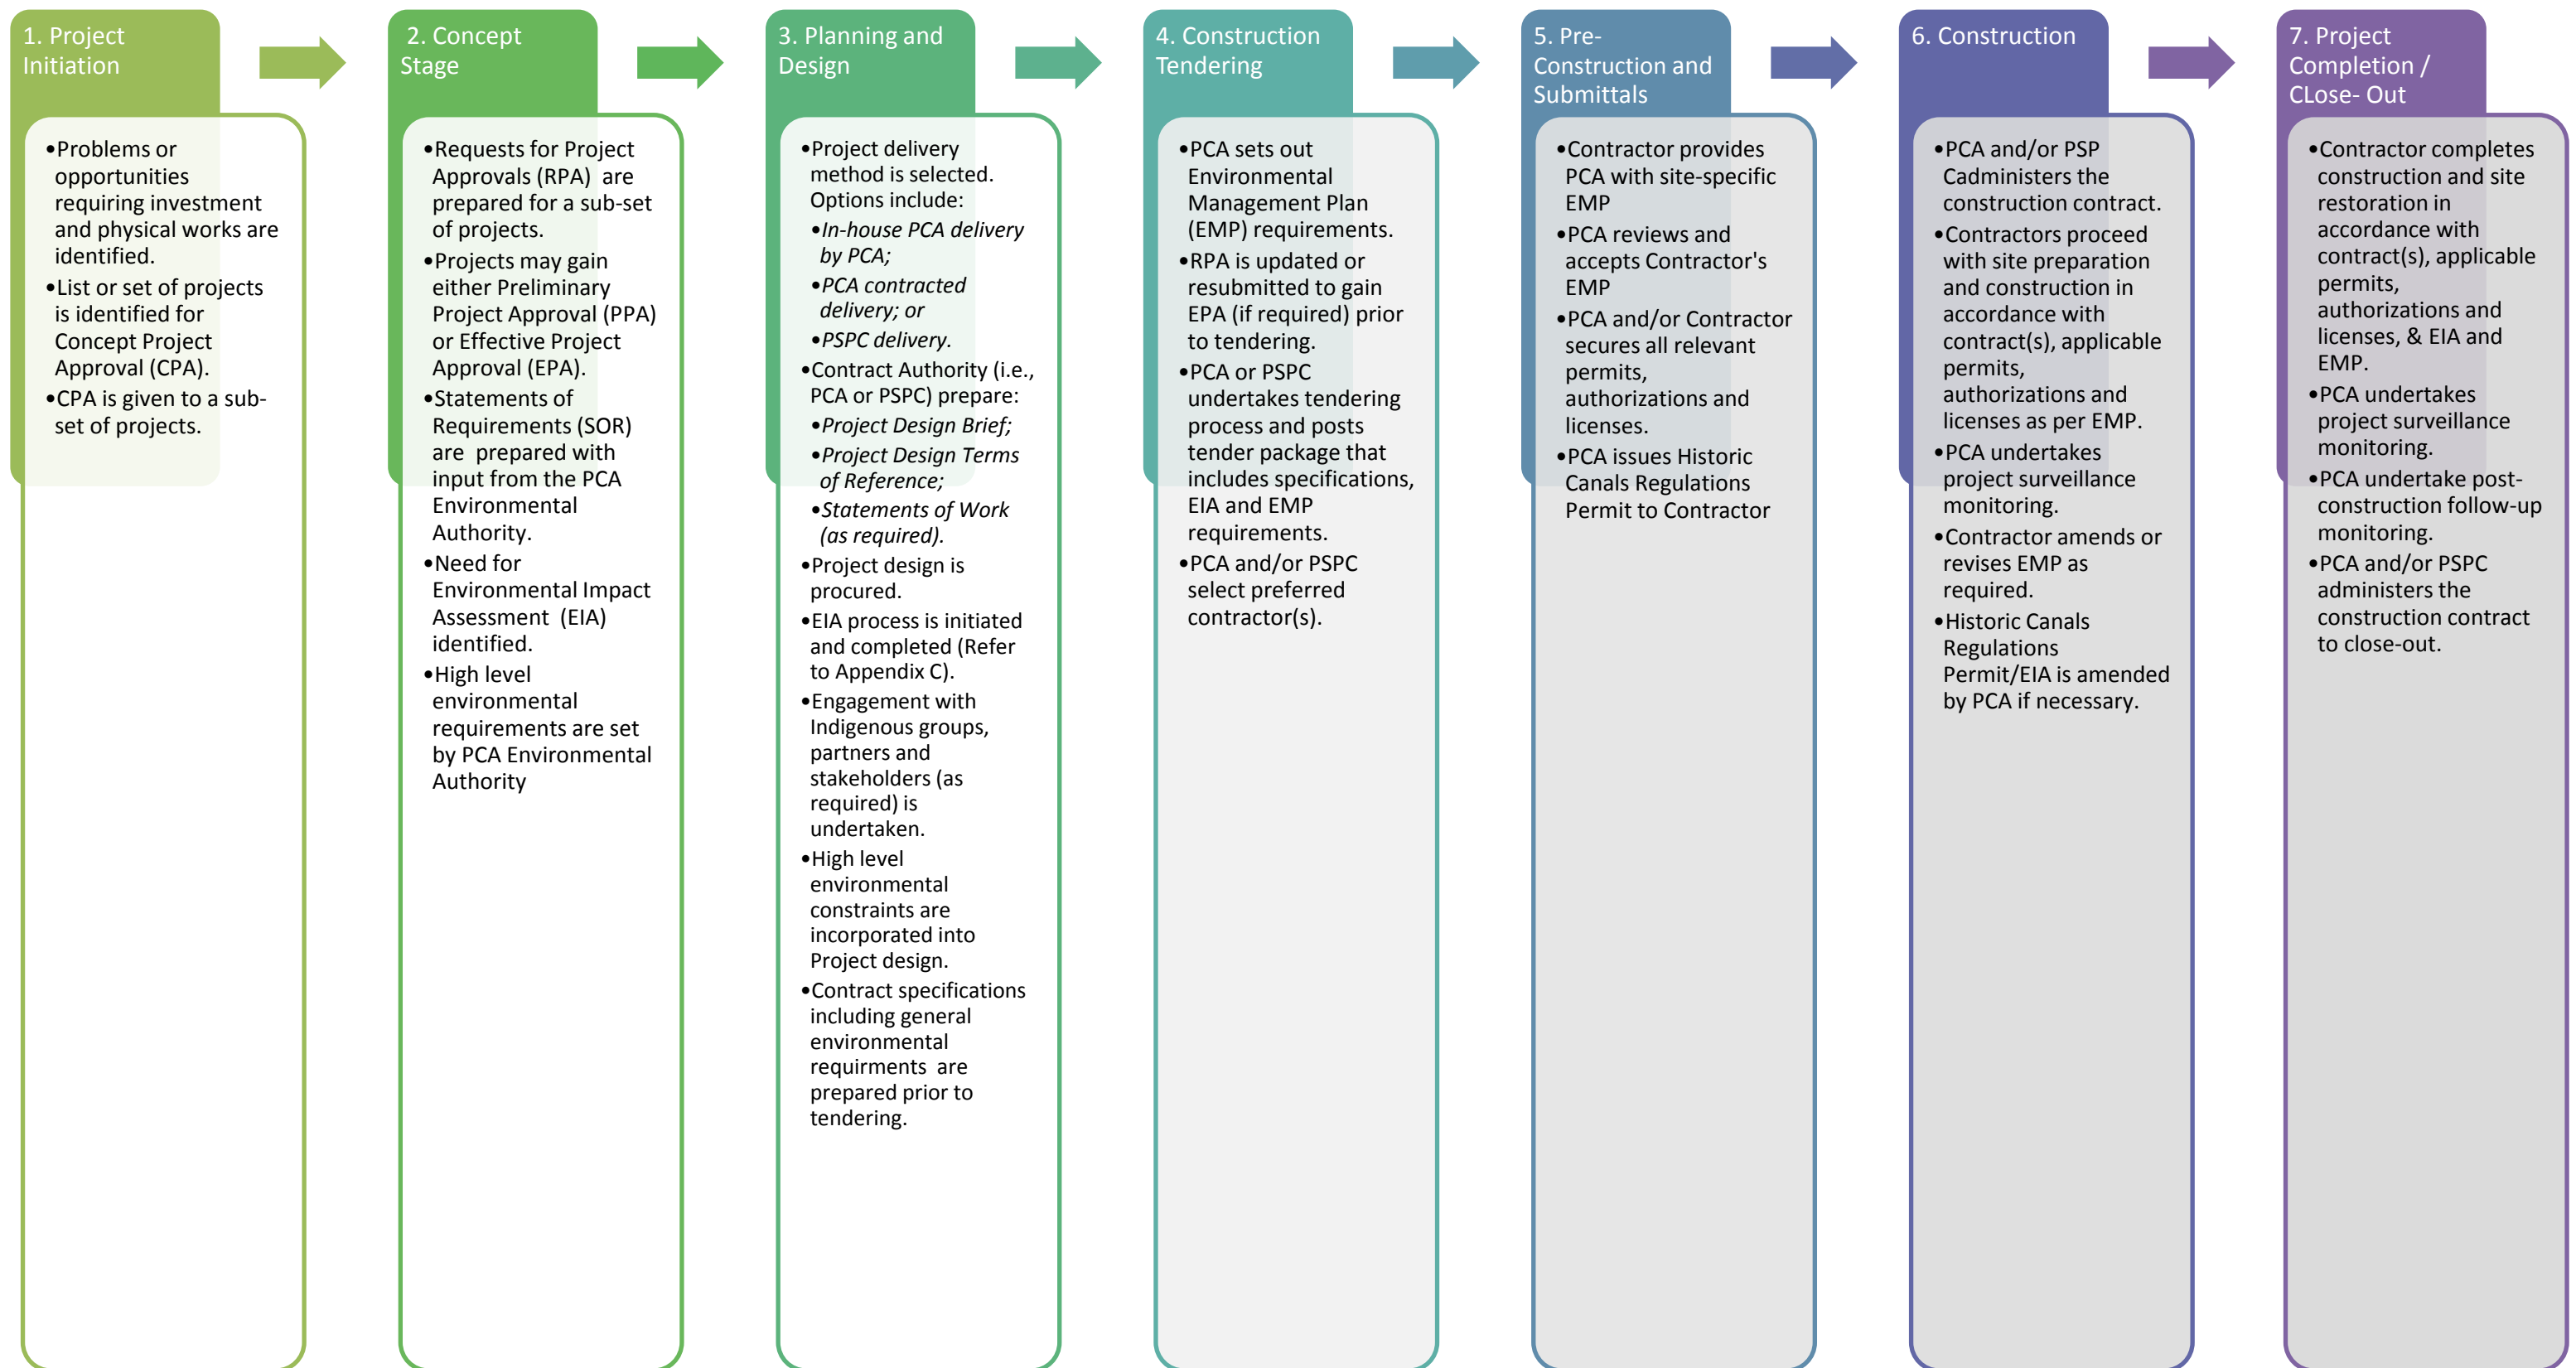 1. Project
Initiation
•Problems or
opportunities
requiring investment
and physical works are
identified.
•List or set of projects
is identified for
Concept Project
Approval (CPA).
•CPA is given to a sub-
set of projects.
2. Concept
Stage
•Requests for Project
Approvals (RPA) are
prepared for a sub-set
of projects.
•Projects may gain
either Preliminary
Project Approval (PPA)
or Effective Project
Approval (EPA).
•Statements of
Requirements (SOR)
are prepared with
input from the PCA
Environmental
Authority.
•Need for
Environmental Impact
Assessment (EIA)
identified.
•High level
environmental
requirements are set
by PCA Environmental
Authority
3. Planning and
Design
•Project delivery
method is selected.
Options include:
•In-house PCA delivery
by PCA;
•PCA contracted
delivery; or
•PSPC delivery.
•Contract Authority (i.e.,
PCA or PSPC) prepare:
•Project Design Brief;
•Project Design Terms
of Reference;
•Statements of Work
(as required).
•Project design is
procured.
•EIA process is initiated
and completed (Refer
to Appendix C).
•Engagement with
Indigenous groups,
partners and
stakeholders (as
required) is
undertaken.
•High level
environmental
constraints are
incorporated into
Project design.
•Contract specifications
including general
environmental
requirments are
prepared prior to
tendering.
4. Construction
Tendering
•PCA sets out
Environmental
Management Plan
(EMP) requirements.
•RPA is updated or
resubmitted to gain
EPA (if required) prior
to tendering.
•PCA or PSPC
undertakes tendering
process and posts
tender package that
includes specifications,
EIA and EMP
requirements.
•PCA and/or PSPC
select preferred
contractor(s).
5. Pre-
Construction and
Submittals
•Contractor provides
PCA with site-specific
EMP
•PCA reviews and
accepts Contractor's
EMP
•PCA and/or Contractor
secures all relevant
permits,
authorizations and
licenses.
•PCA issues Historic
Canals Regulations
Permit to Contractor
6. Construction
•PCA and/or PSP
Cadministers the
construction contract.
•Contractors proceed
with site preparation
and construction in
accordance with
contract(s), applicable
permits,
authorizations and
licenses as per EMP.
•PCA undertakes
project surveillance
monitoring.
•Contractor amends or
revises EMP as
required.
•Historic Canals
Regulations
Permit/EIA is amended
by PCA if necessary.
7. Project
Completion /
CLose- Out
•Contractor completes
construction and site
restoration in
accordance with
contract(s), applicable
permits,
authorizations and
licenses, & EIA and
EMP.
•PCA undertakes
project surveillance
monitoring.
•PCA undertake post-
construction follow-up
monitoring.
•PCA and/or PSPC
administers the
construction contract
to close-out.